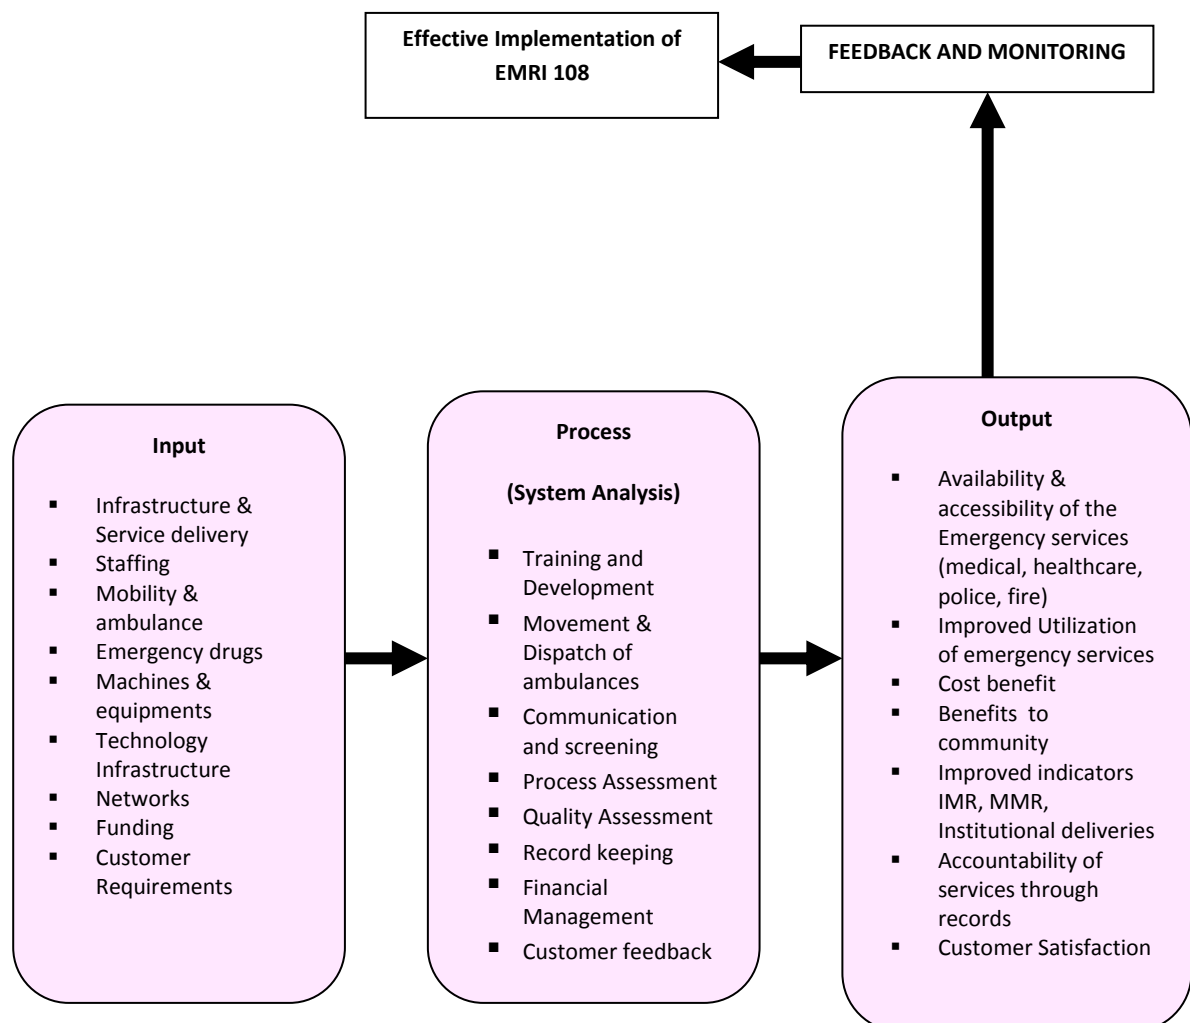 Effective Implementation of
EMRI 108
FEEDBACK AND MONITORING
Input
▪ Infrastructure &
Service delivery
▪ Staffing
▪ Mobility &
ambulance
▪ Emergency drugs
▪ Machines &
equipments
▪ Technology
Infrastructure
▪ Networks
▪ Funding
▪ Customer
Requirements
Process
(System Analysis)
▪ Training and
Development
▪ Movement &
Dispatch of
ambulances
▪ Communication
and screening
▪ Process Assessment
▪ Quality Assessment
▪ Record keeping
▪ Financial
Management
▪ Customer feedback
Output
▪ Availability &
accessibility of the
Emergency services
(medical, healthcare,
police, fire)
▪ Improved Utilization
of emergency services
▪ Cost benefit
▪ Benefits to
community
▪ Improved indicators
IMR, MMR,
Institutional deliveries
▪ Accountability of
services through
records
▪ Customer Satisfaction